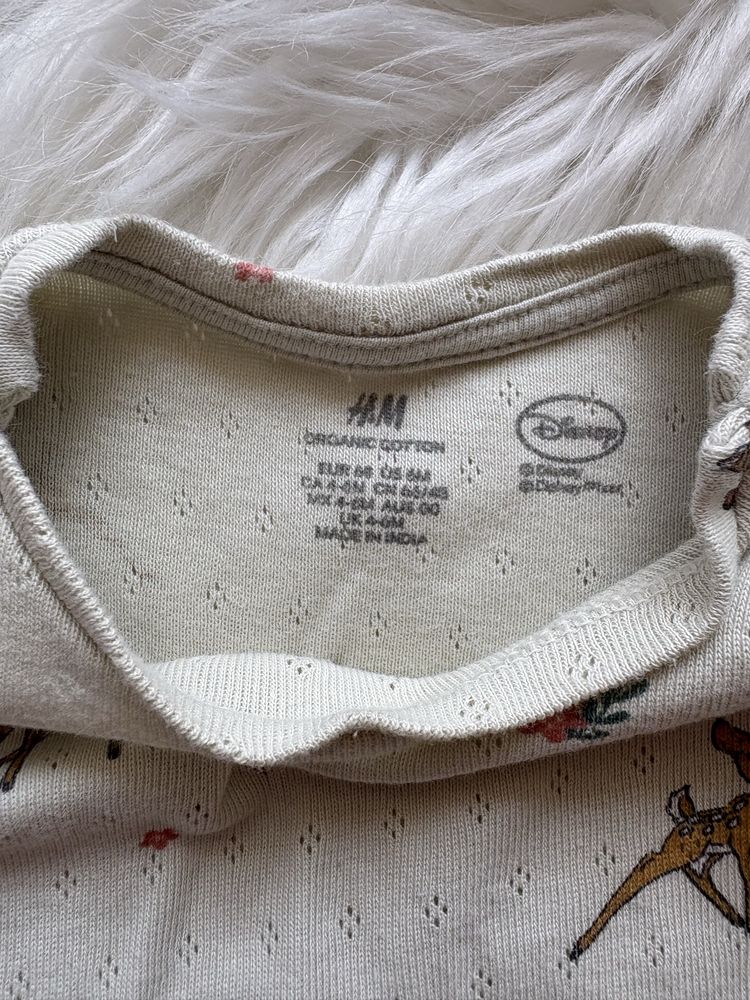 H&M
ORGANIC COTTON
EUR 68 US 6M
CA 4-6M CN 66/48
MX 4-6M AUS 00
UK 4-6M
MADE IN INDIA
Disney
©Disney
©Disney/Pixar